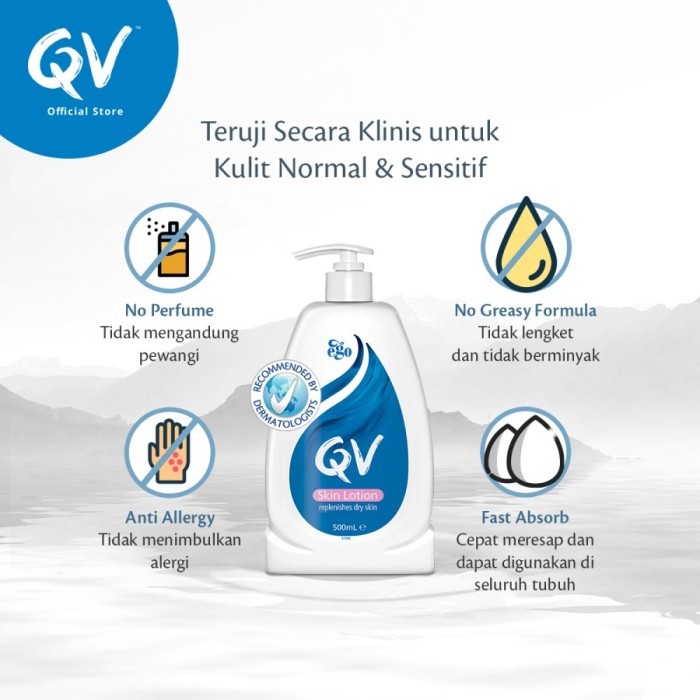 QV™
Official Store
Teruji Secara Klinis untuk
Kulit Normal & Sensitif
No Perfume
Tidak mengandung
pewangi
No Greasy Formula
Tidak lengket
dan tidak berminyak
ego
RECOMMENDED BY
DERMATOLOGISTS
QV
Skin Lotion
replenishes dry skin
500mL ℮
Anti Allergy
Tidak menimbulkan
alergi
Fast Absorb
Cepat meresap dan
dapat digunakan di
seluruh tubuh